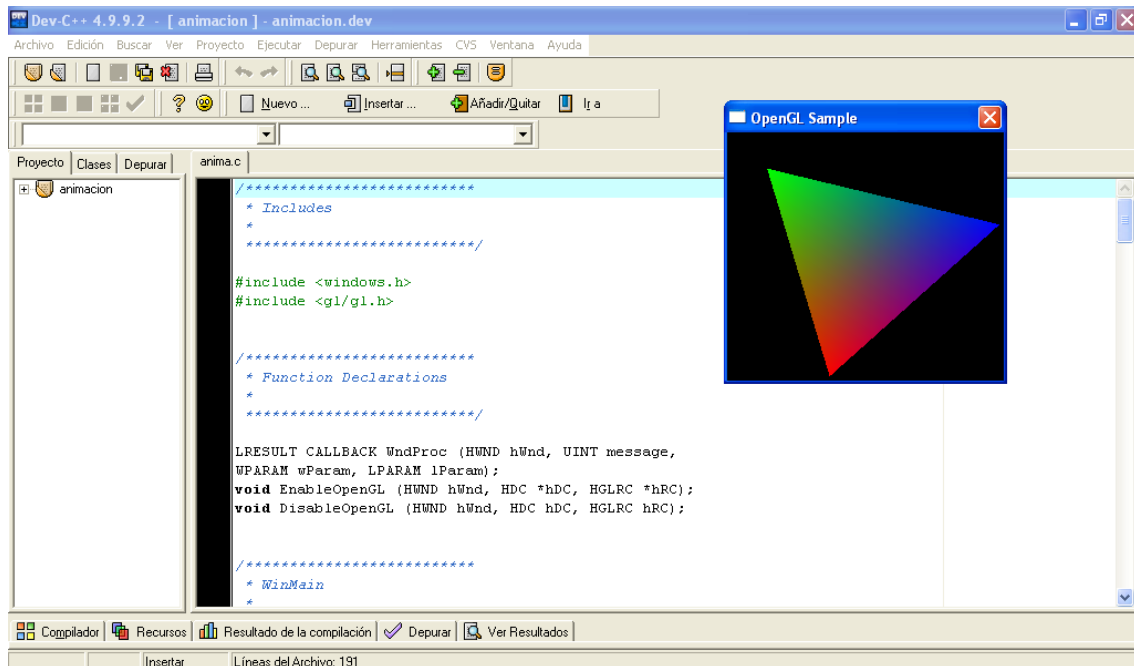 Dev-C++ 4.9.9.2 - [ animacion ] - animacion.dev
Archivo Edición Buscar Ver Proyecto Ejecutar Depurar Herramientas CVS Ventana Ayuda
Nuevo ... Insertar ... Añadir/Quitar Ir a
OpenGL Sample
Proyecto Clases Depurar anima.c
animacion
/**************************
* Includes
*
**************************/
#include <windows.h>
#include <gl/gl.h>
/**************************
* Function Declarations
*
**************************/
LRESULT CALLBACK WndProc (HWND hWnd, UINT message,
WPARAM wParam, LPARAM lParam);
void EnableOpenGL (HWND hWnd, HDC *hDC, HGLRC *hRC);
void DisableOpenGL (HWND hWnd, HDC hDC, HGLRC hRC);
/**************************
* WinMain
*
Compilador Recursos Resultado de la compilación Depurar Ver Resultados
Insertar Líneas del Archivo: 191